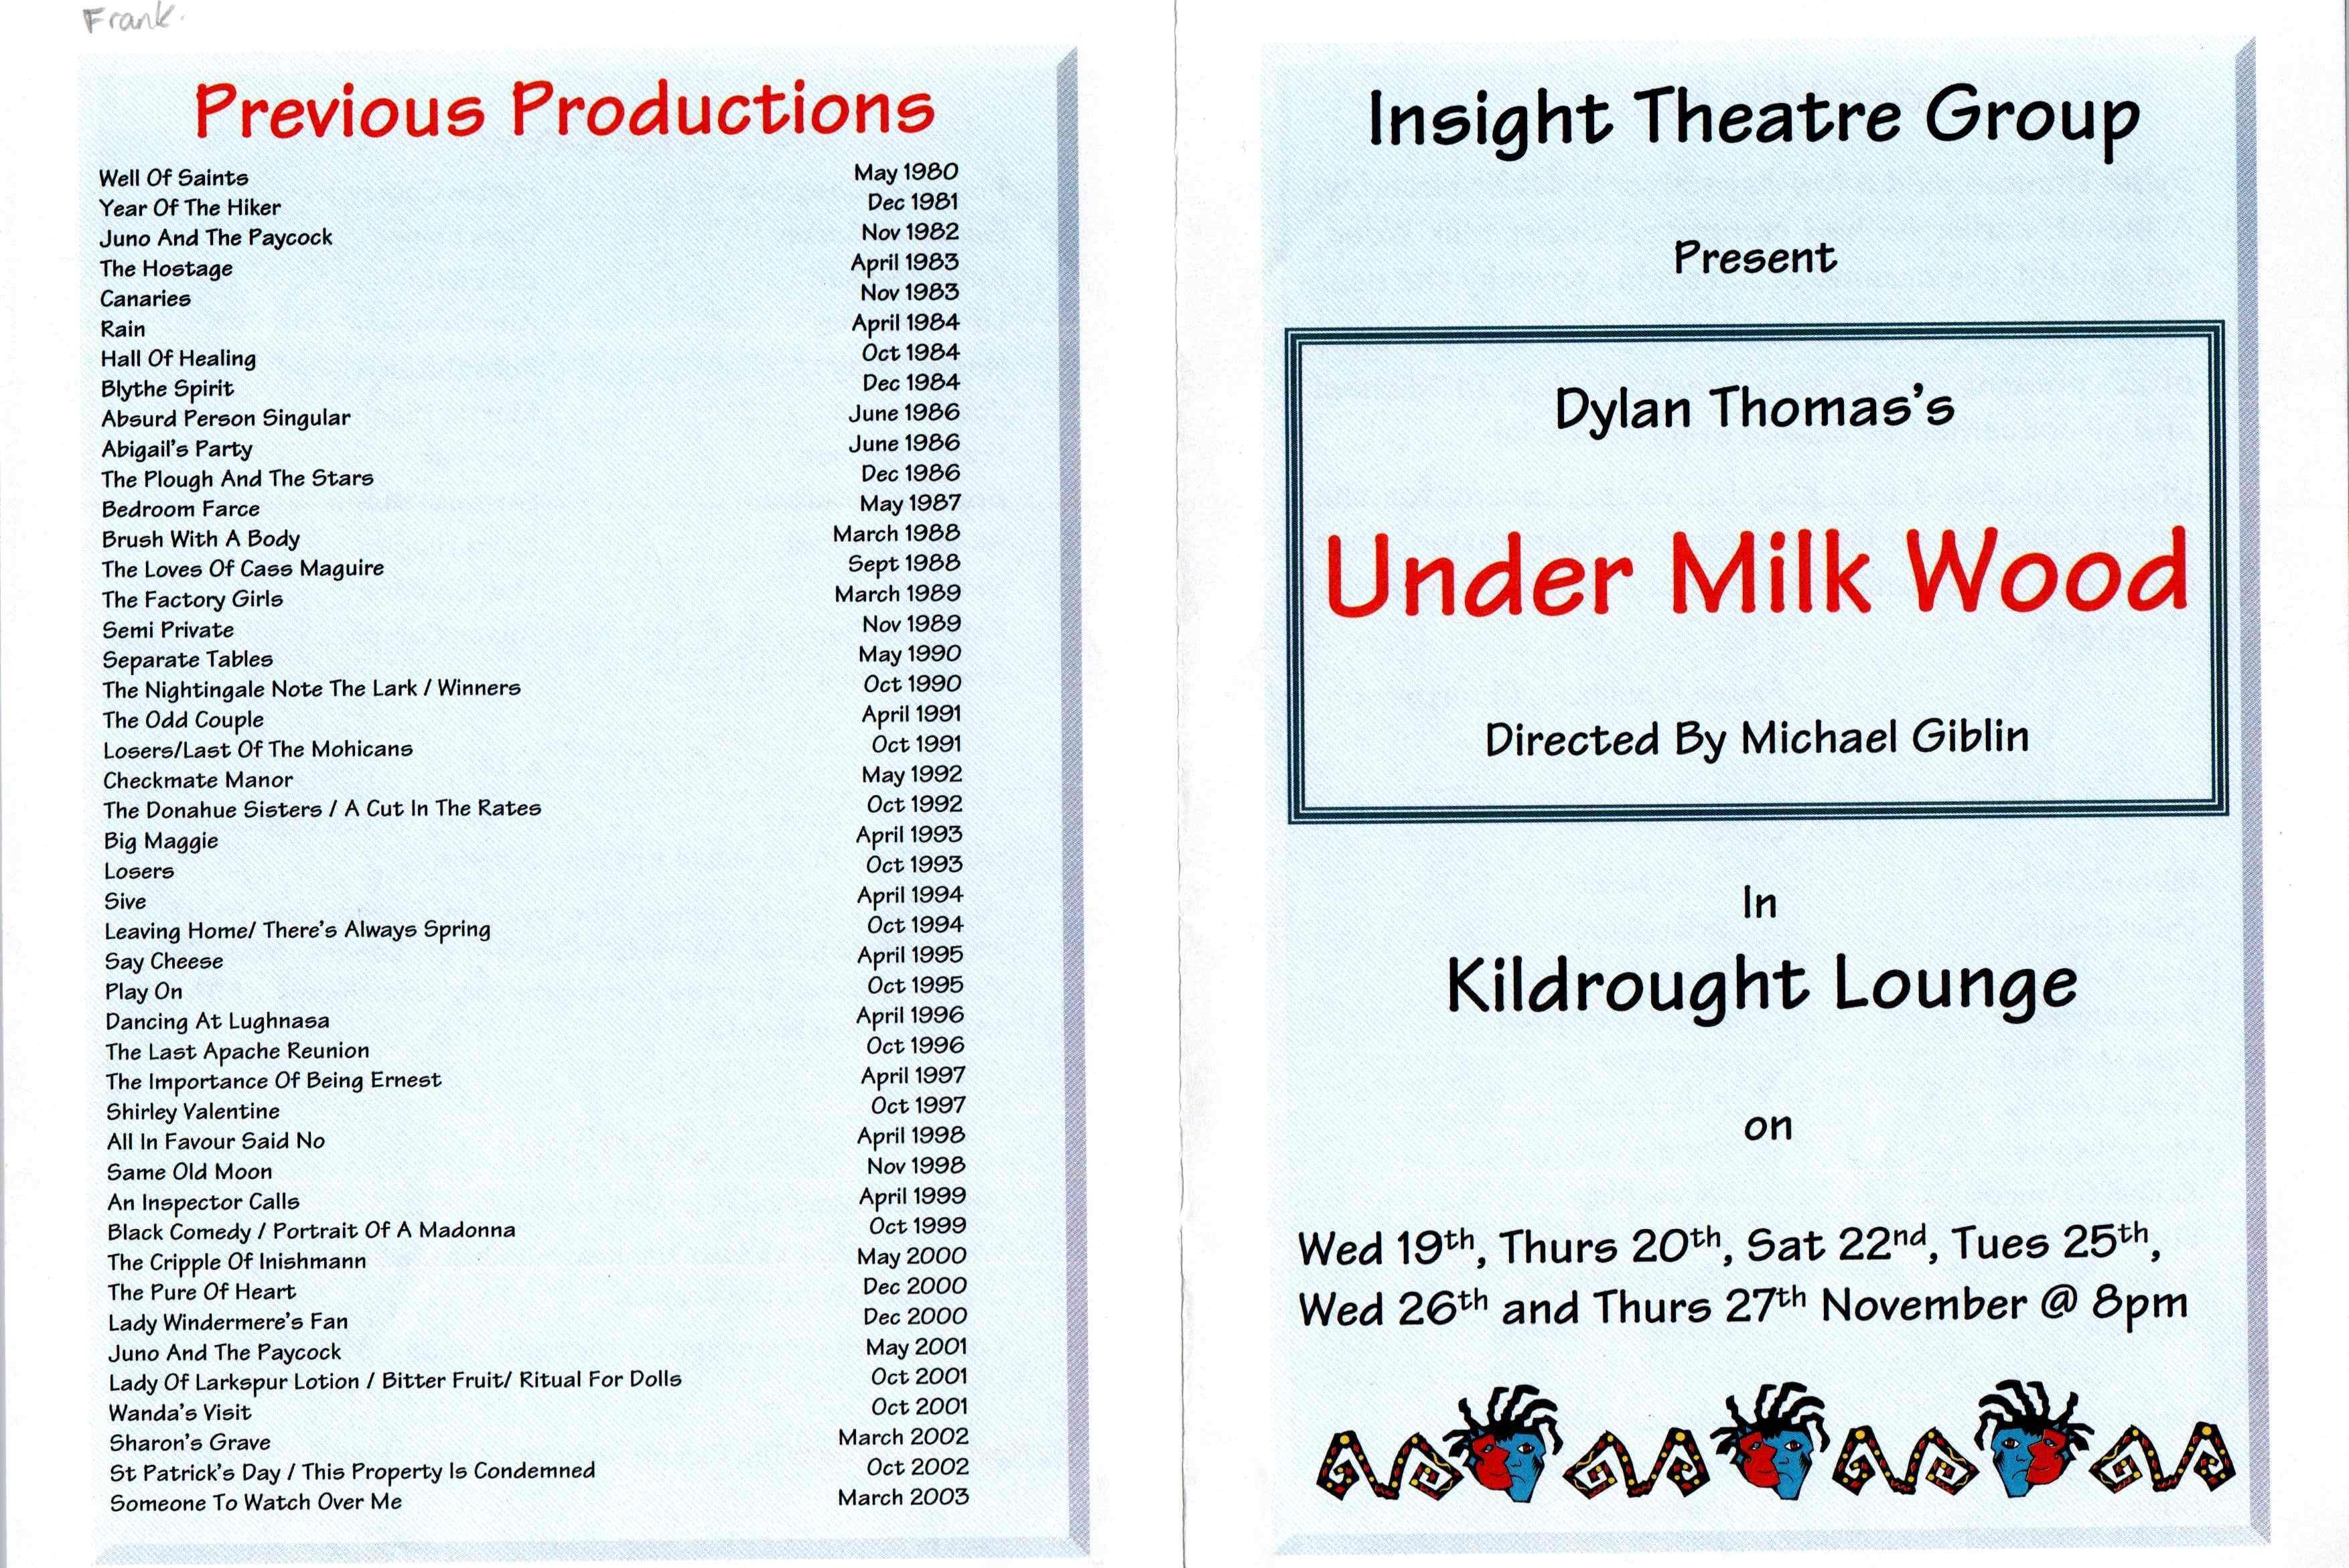 Frank.
Previous Productions
Well Of Saints May 1980
Year Of The Hiker Dec 1981
Juno And The Paycock Nov 1982
The Hostage April 1983
Canaries Nov 1983
Rain April 1984
Hall Of Healing Oct 1984
Blythe Spirit Dec 1984
Absurd Person Singular June 1986
Abigail's Party June 1986
The Plough And The Stars Dec 1986
Bedroom Farce May 1987
Brush With A Body March 1988
The Loves Of Cass Maguire Sept 1988
The Factory Girls March 1989
Semi Private Nov 1989
Separate Tables May 1990
The Nightingale Note The Lark / Winners Oct 1990
The Odd Couple April 1991
Losers/Last Of The Mohicans Oct 1991
Checkmate Manor May 1992
The Donahue Sisters / A Cut In The Rates Oct 1992
Big Maggie April 1993
Losers Oct 1993
Sive April 1994
Leaving Home/ There's Always Spring Oct 1994
Say Cheese April 1995
Play On Oct 1995
Dancing At Lughnasa April 1996
The Last Apache Reunion Oct 1996
The Importance Of Being Ernest April 1997
Shirley Valentine Oct 1997
All In Favour Said No April 1998
Same Old Moon Nov 1998
An Inspector Calls April 1999
Black Comedy / Portrait Of A Madonna Oct 1999
The Cripple Of Inishmann May 2000
The Pure Of Heart Dec 2000
Lady Windermere's Fan Dec 2000
Juno And The Paycock May 2001
Lady Of Larkspur Lotion / Bitter Fruit/ Ritual For Dolls Oct 2001
Wanda's Visit Oct 2001
Sharon's Grave March 2002
St Patrick's Day / This Property Is Condemned Oct 2002
Someone To Watch Over Me March 2003
Insight Theatre Group
Present
Dylan Thomas's
Under Milk Wood
Directed By Michael Giblin
In
Kildrought Lounge
on
Wed 19th, Thurs 20th, Sat 22nd, Tues 25th,
Wed 26th and Thurs 27th November @ 8pm